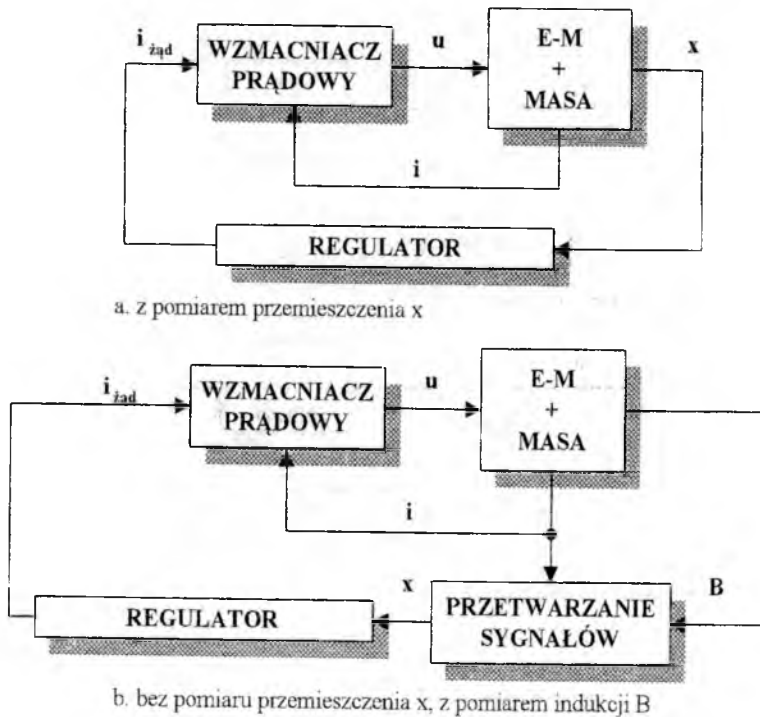 i żąd
WZMACNIACZ
PRĄDOWY
u
E-M
+
MASA
x
i
REGULATOR
a. z pomiarem przemieszczenia x
i żąd
WZMACNIACZ
PRĄDOWY
u
E-M
+
MASA
i
x
B
REGULATOR
PRZETWARZANIE
SYGNAŁÓW
b. bez pomiaru przemieszczenia x, z pomiarem indukcji B